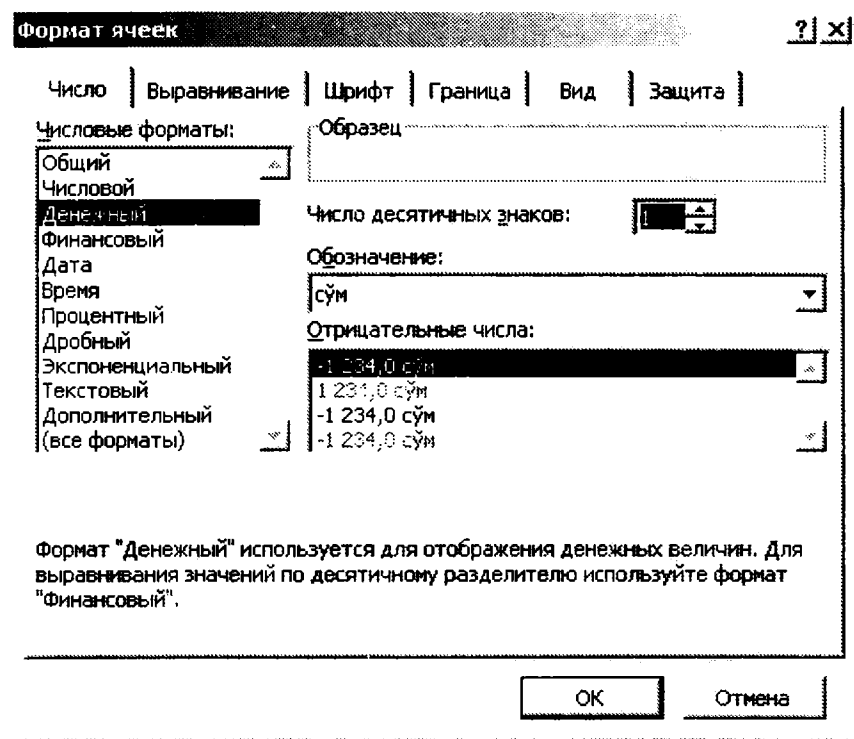 Формат ячеек
Число Выравнивание Шрифт Граница Вид Защита
Числовые форматы:
Общий
Числовой
Денежный
Финансовый
Дата
Время
Процентный
Дробный
Экспоненциальный
Текстовый
Дополнительный
(все форматы)
Образец
Число десятичных знаков: 1
Обозначение:
сўм
Отрицательные числа:
-1 234,0 сўм
1 234,0 сўм
-1 234,0 сўм
-1 234,0 сўм
Формат "Денежный" используется для отображения денежных величин. Для
выравнивания значений по десятичному разделителю используйте формат
"Финансовый".
ОК Отмена